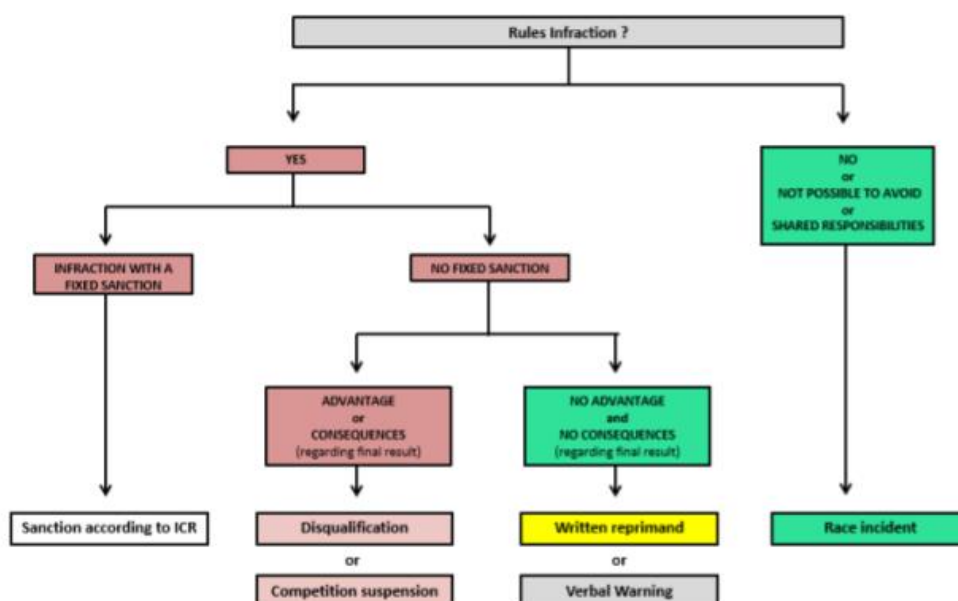 Rules Infraction ?
YES
NO
or
NOT POSSIBLE TO AVOID
or
SHARED RESPONSIBILITIES
INFRACTION WITH A
FIXED SANCTION
NO FIXED SANCTION
ADVANTAGE
or
CONSEQUENCES
(regarding final result)
NO ADVANTAGE
and
NO CONSEQUENCES
(regarding final result)
Sanction according to ICR
Disqualification
or
Competition suspension
Written reprimand
or
Verbal Warning
Race incident